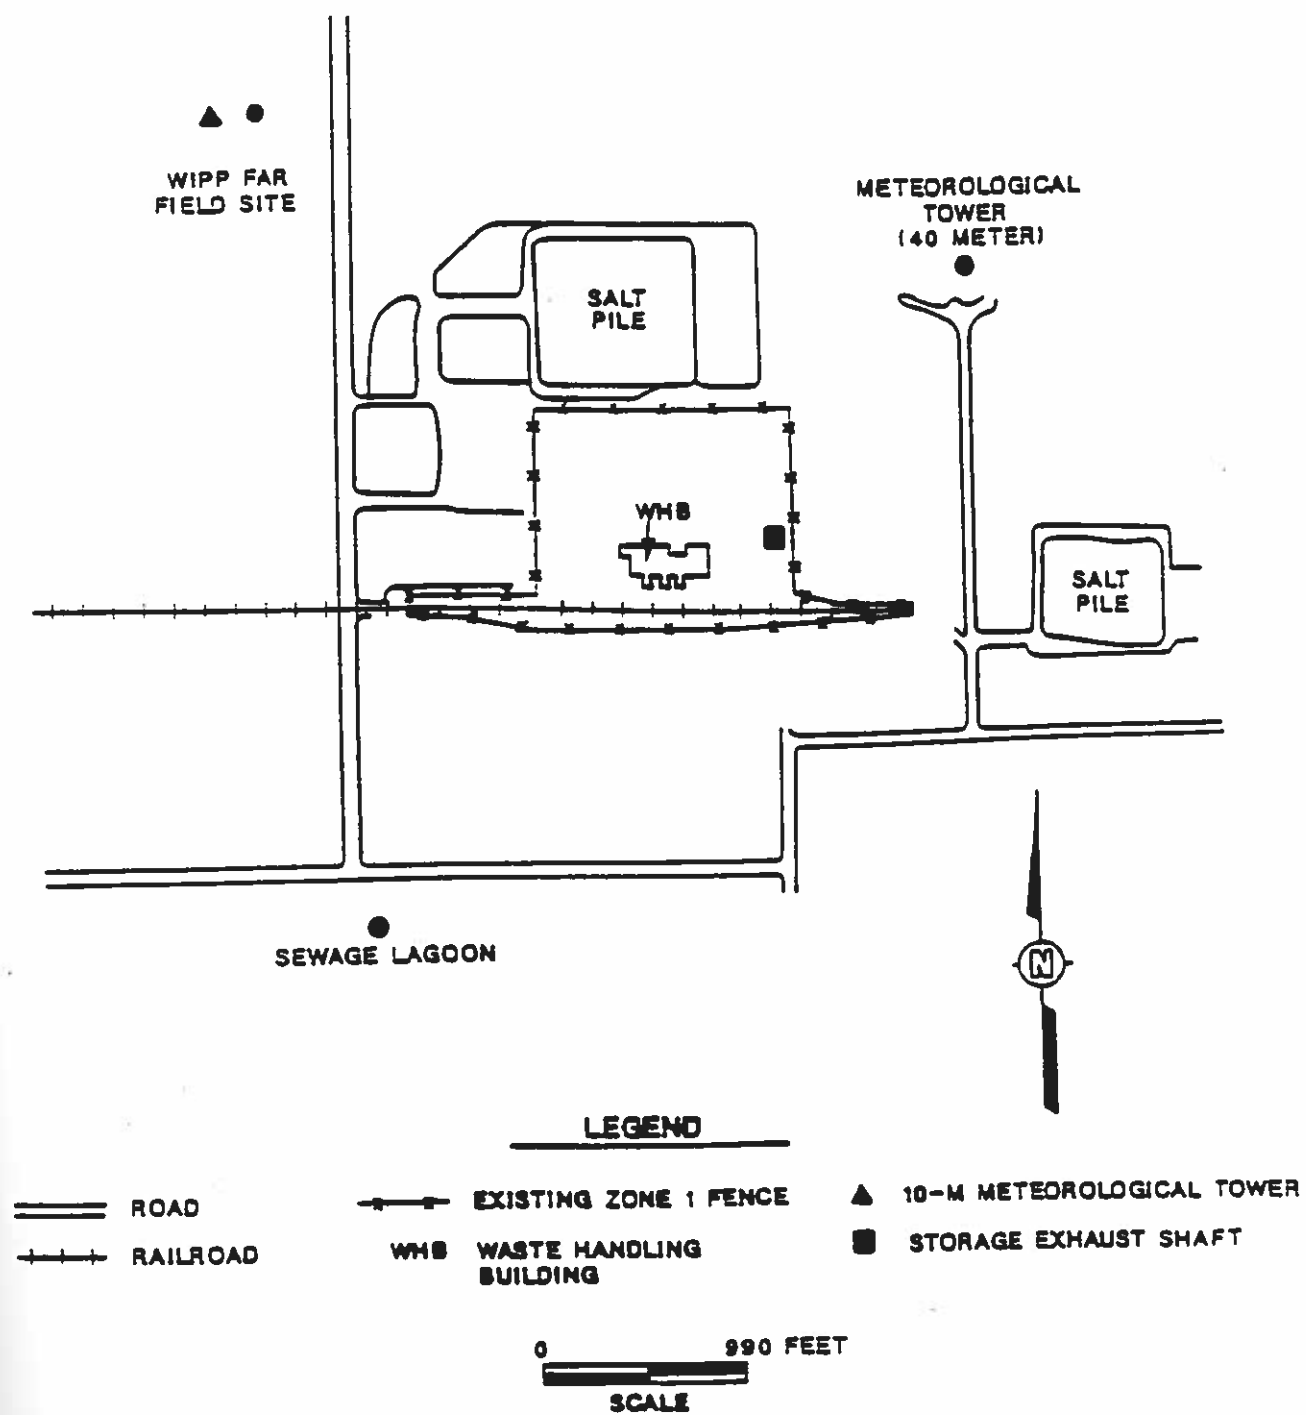 WIPP FAR
FIELD SITE
METEOROLOGICAL
TOWER
(40 METER)
SALT
PILE
WHB
SALT
PILE
SEWAGE LAGOON
N
LEGEND
ROAD
EXISTING ZONE 1 FENCE
10-M METEOROLOGICAL TOWER
RAILROAD
WHB WASTE HANDLING
BUILDING
STORAGE EXHAUST SHAFT
0 990 FEET
SCALE